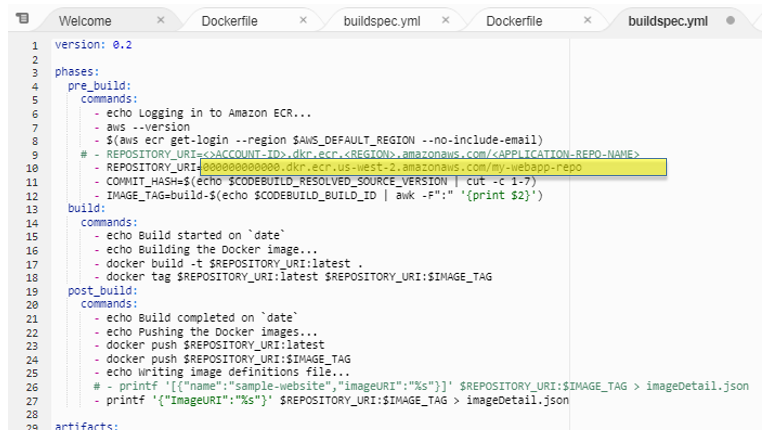 Welcome × Dockerfile × buildspec.yml × Dockerfile × buildspec.yml
1 version: 0.2
2
3 phases:
4 pre_build:
5 commands:
6 - echo Logging in to Amazon ECR...
7 - aws --version
8 - $(aws ecr get-login --region $AWS_DEFAULT_REGION --no-include-email)
9 # - REPOSITORY_URI=<>ACCOUNT-ID>.dkr.ecr.<REGION>.amazonaws.com/<APPLICATION-REPO-NAME>
10 - REPOSITORY_URI=000000000000.dkr.ecr.us-west-2.amazonaws.com/my-webapp-repo
11 - COMMIT_HASH=$(echo $CODEBUILD_RESOLVED_SOURCE_VERSION | cut -c 1-7)
12 - IMAGE_TAG=build-$(echo $CODEBUILD_BUILD_ID | awk -F":" '{print $2}')
13 build:
14 commands:
15 - echo Build started on `date`
16 - echo Building the Docker image...
17 - docker build -t $REPOSITORY_URI:latest .
18 - docker tag $REPOSITORY_URI:latest $REPOSITORY_URI:$IMAGE_TAG
19 post_build:
20 commands:
21 - echo Build completed on `date`
22 - echo Pushing the Docker images...
23 - docker push $REPOSITORY_URI:latest
24 - docker push $REPOSITORY_URI:$IMAGE_TAG
25 - echo Writing image definitions file...
26 # - printf '[{"name":"sample-website","imageURI":"%s"}]' $REPOSITORY_URI:$IMAGE_TAG > imageDetail.json
27 - printf '{"ImageURI":"%s"}' $REPOSITORY_URI:$IMAGE_TAG > imageDetail.json
28
29 artifacts: